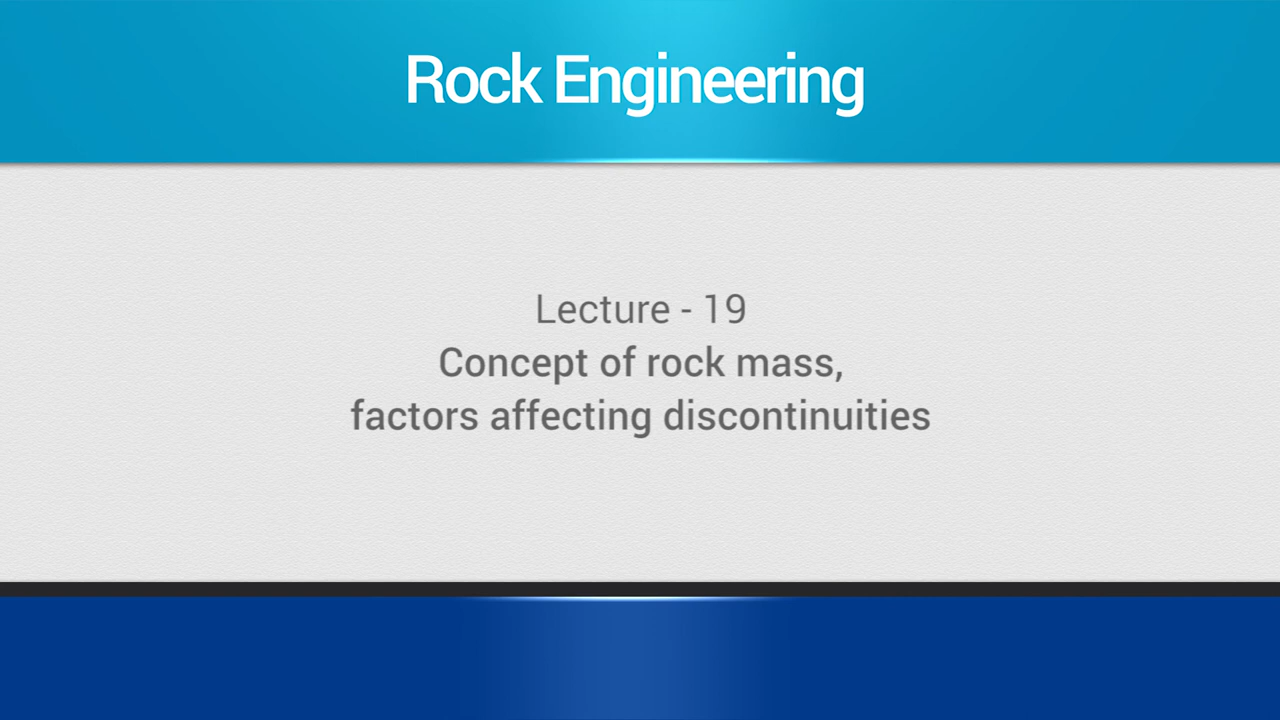 Rock Engineering
Lecture - 19
Concept of rock mass,
factors affecting discontinuities